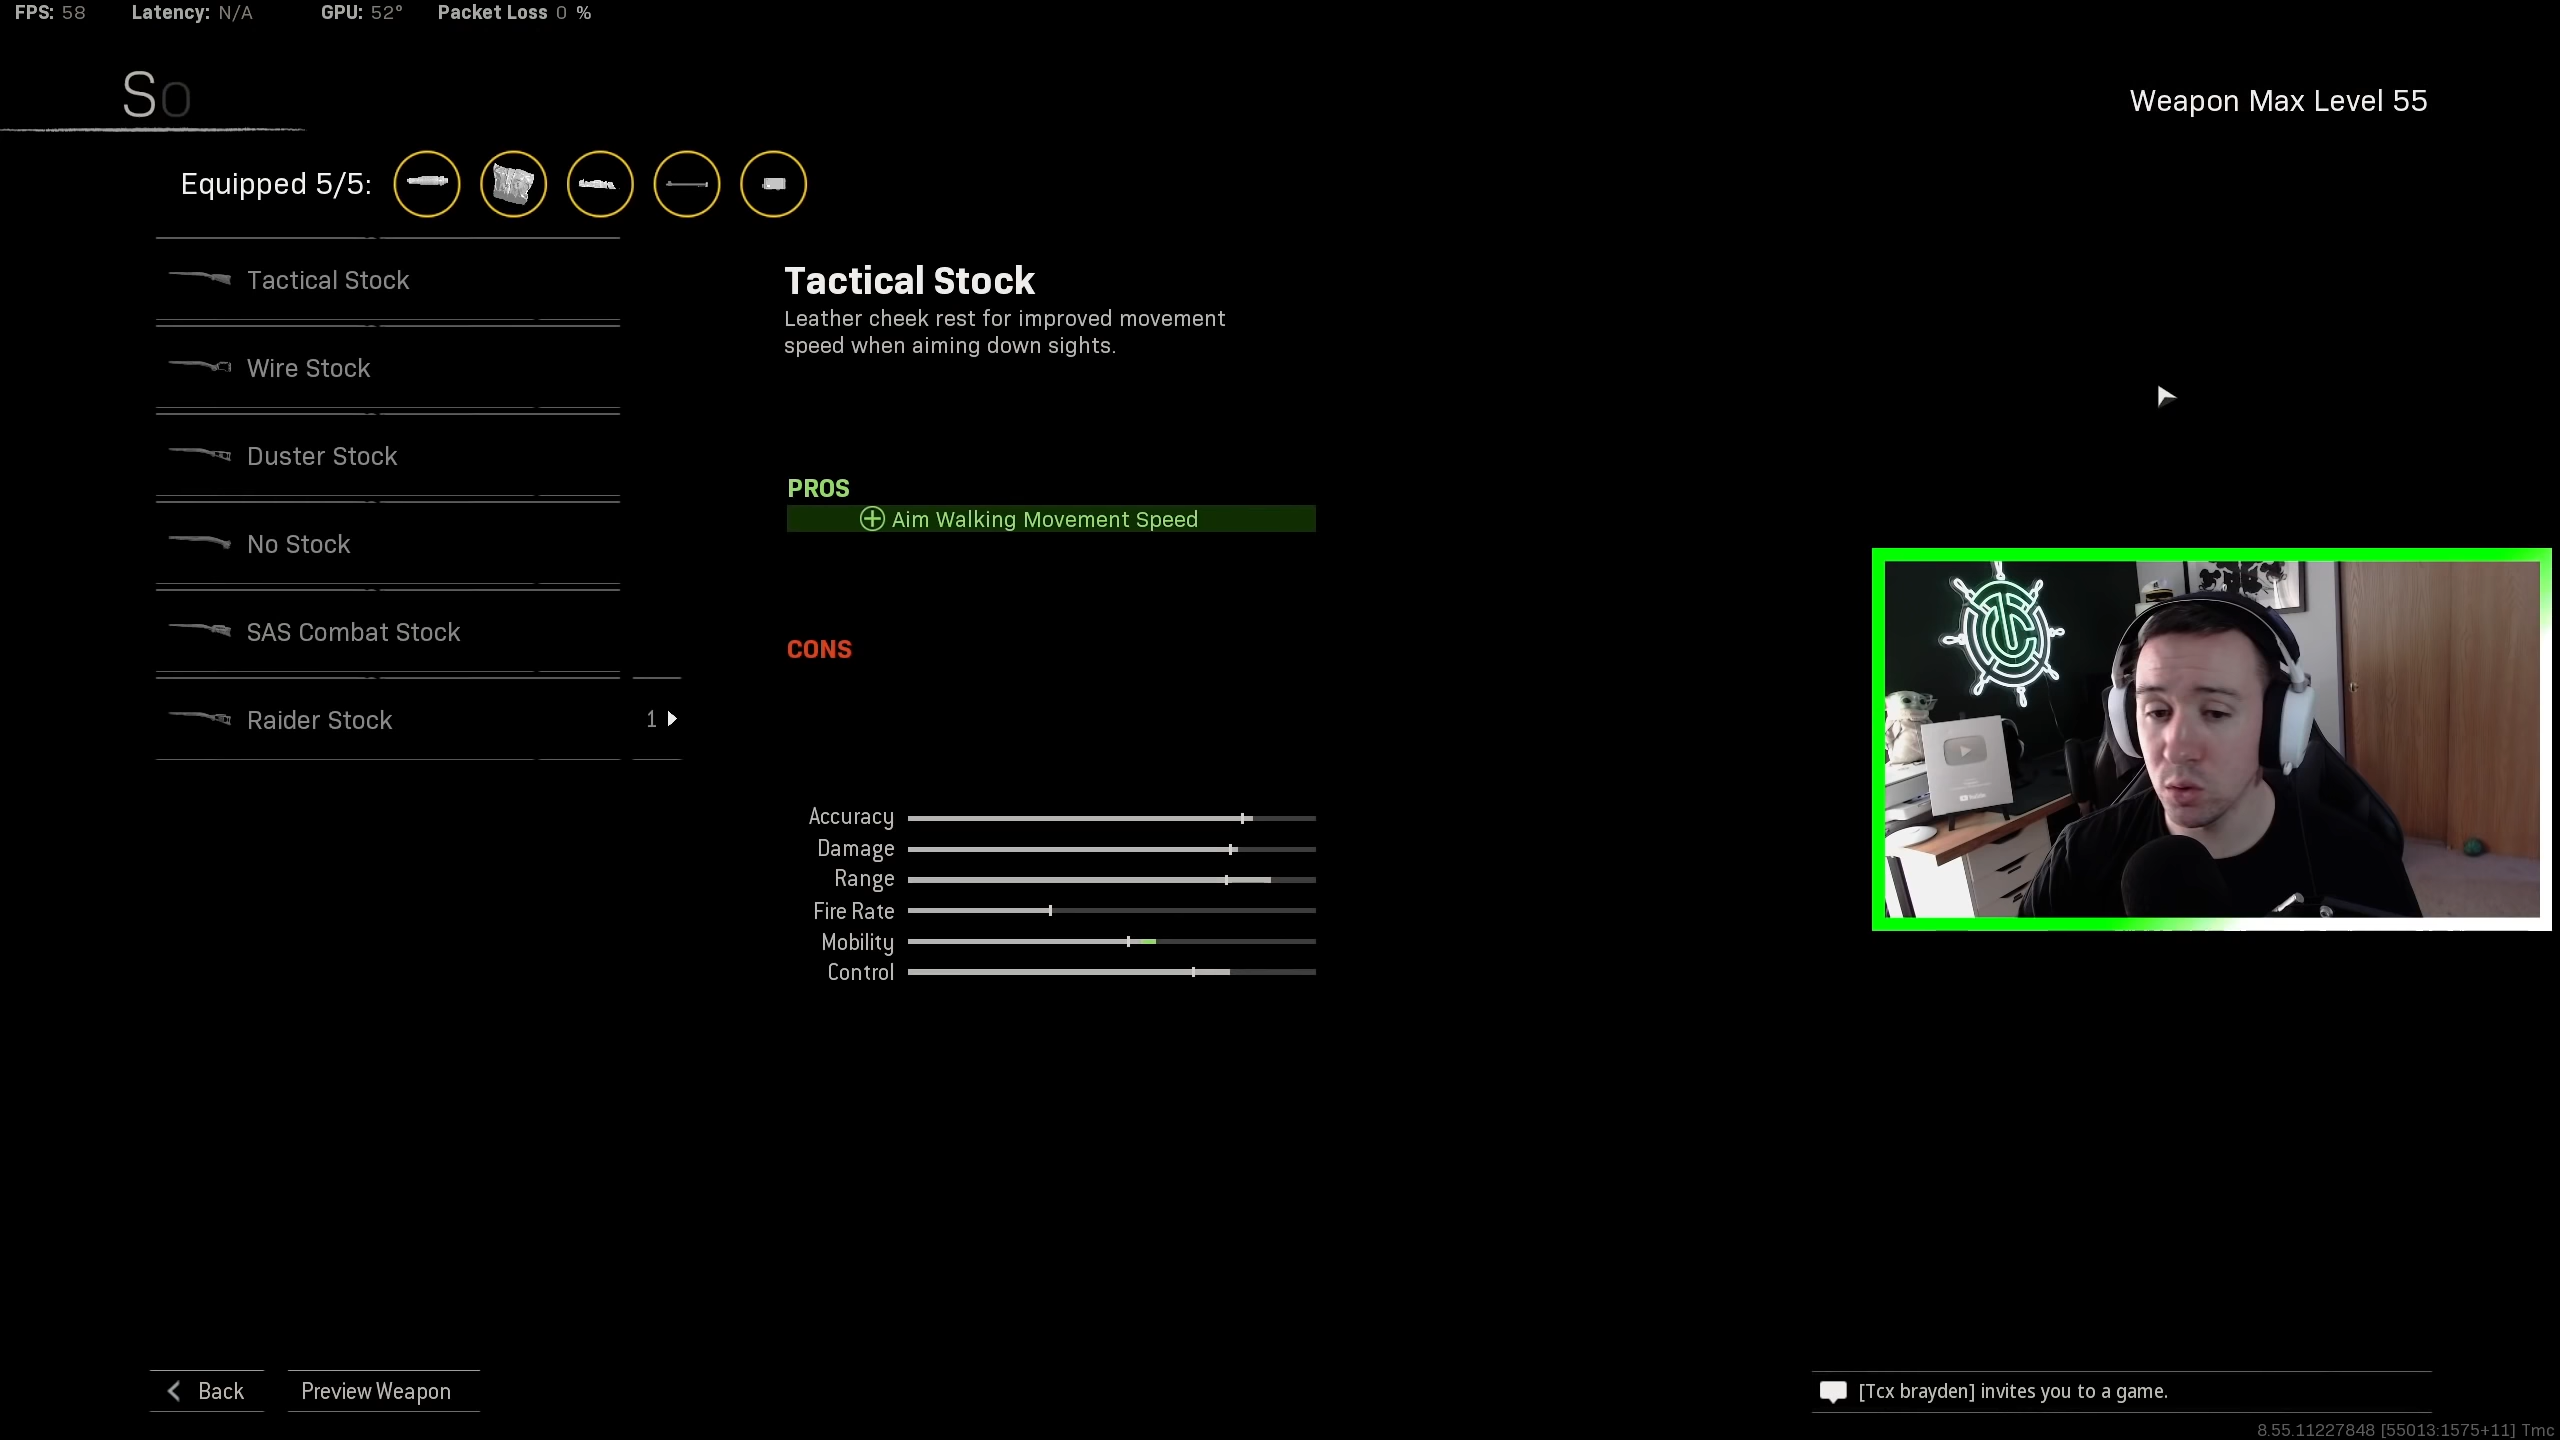 FPS: 58 Latency: N/A GPU: 52° Packet Loss 0 %
So
Weapon Max Level 55
Equipped 5/5:
Tactical Stock
Wire Stock
Duster Stock
No Stock
SAS Combat Stock
Raider Stock 1
Tactical Stock
Leather cheek rest for improved movement
speed when aiming down sights.
PROS
Aim Walking Movement Speed
CONS
Accuracy
Damage
Range
Fire Rate
Mobility
Control
Back
Preview Weapon
[Tcx brayden] invites you to a game.
8.55.11227848 [55013:1575+11] Tmc